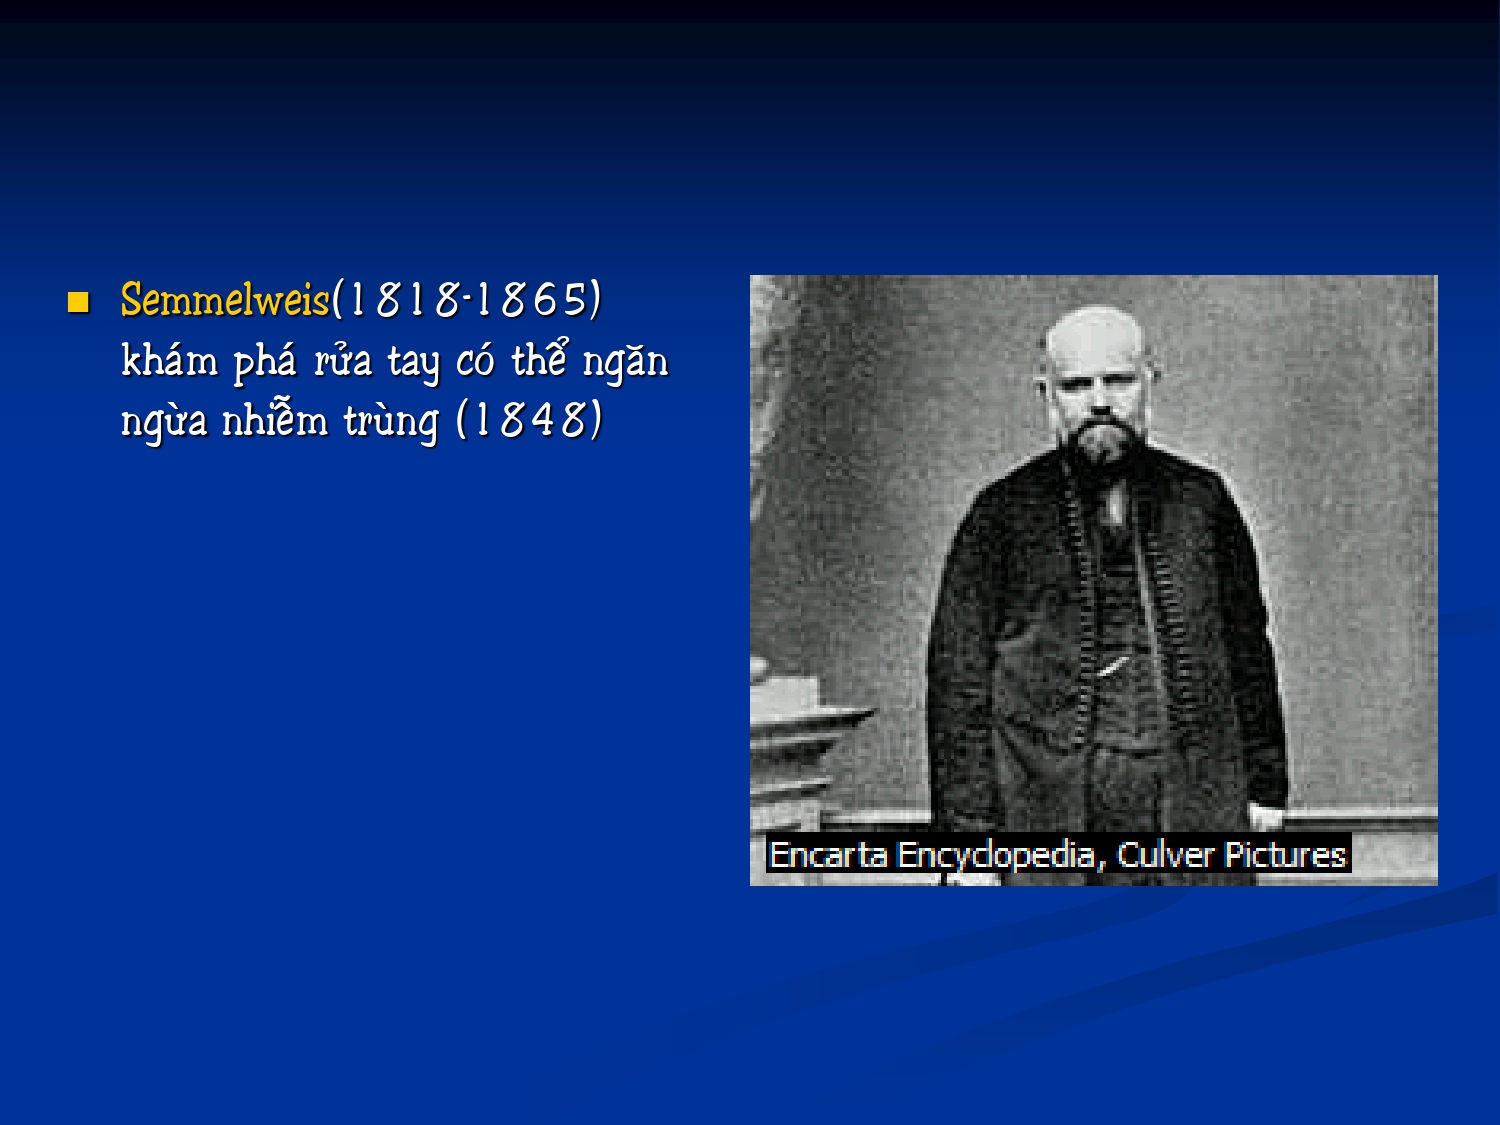 Semmelweis(1818-1865)
khám phá rửa tay có thể ngăn
ngừa nhiễm trùng (1848)
Encarta Encyclopedia, Culver Pictures